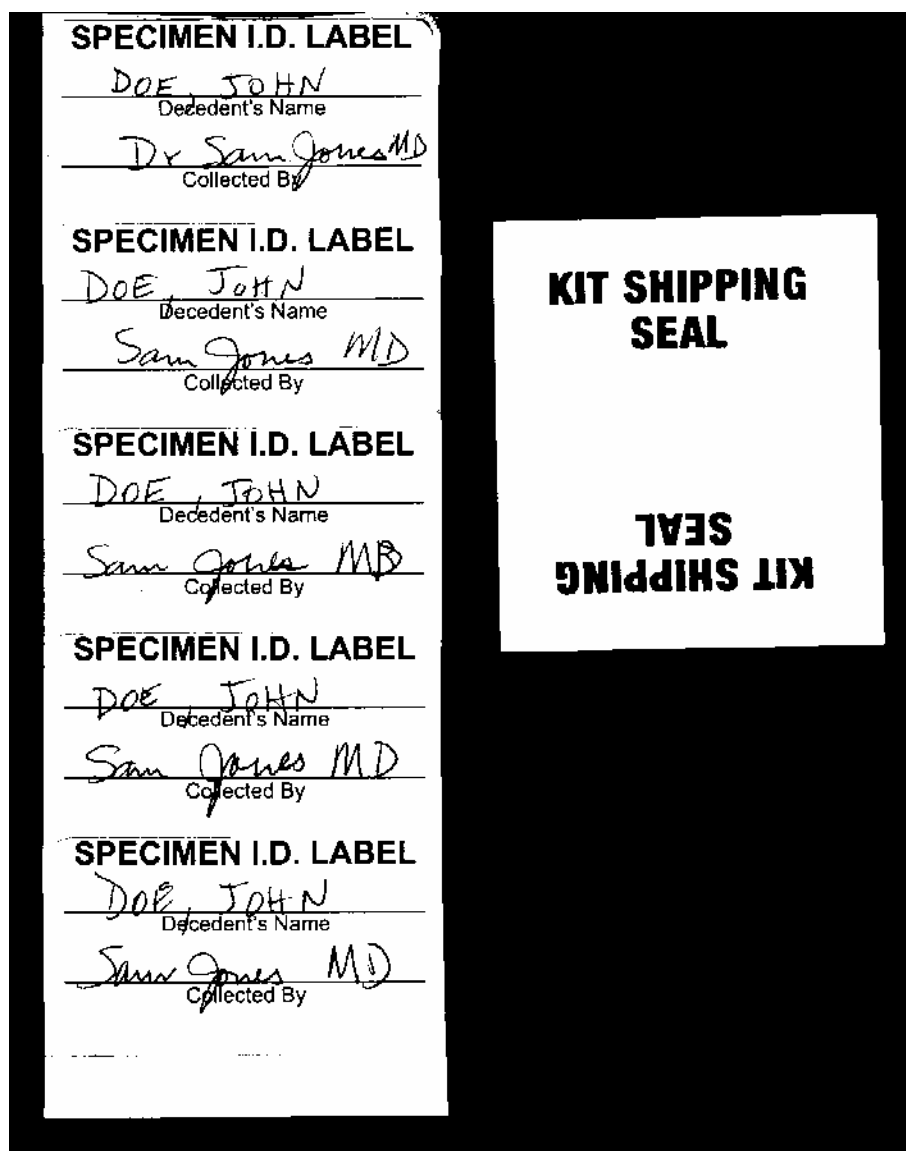 SPECIMEN I.D. LABEL
DOE, JOHN
Decedent's Name
Dr Sam Jones MD
Collected By
SPECIMEN I.D. LABEL
DOE, JOHN
Decedent's Name
Sam Jones MD
Collected By
SPECIMEN I.D. LABEL
DOE, JOHN
Decedent's Name
Sam Jones MD
Collected By
SPECIMEN I.D. LABEL
DOE, JOHN
Decedent's Name
Sam Jones MD
Collected By
SPECIMEN I.D. LABEL
DOE, JOHN
Decedent's Name
Sam Jones MD
Collected By
KIT SHIPPING
SEAL
KIT SHIPPING
SEAL